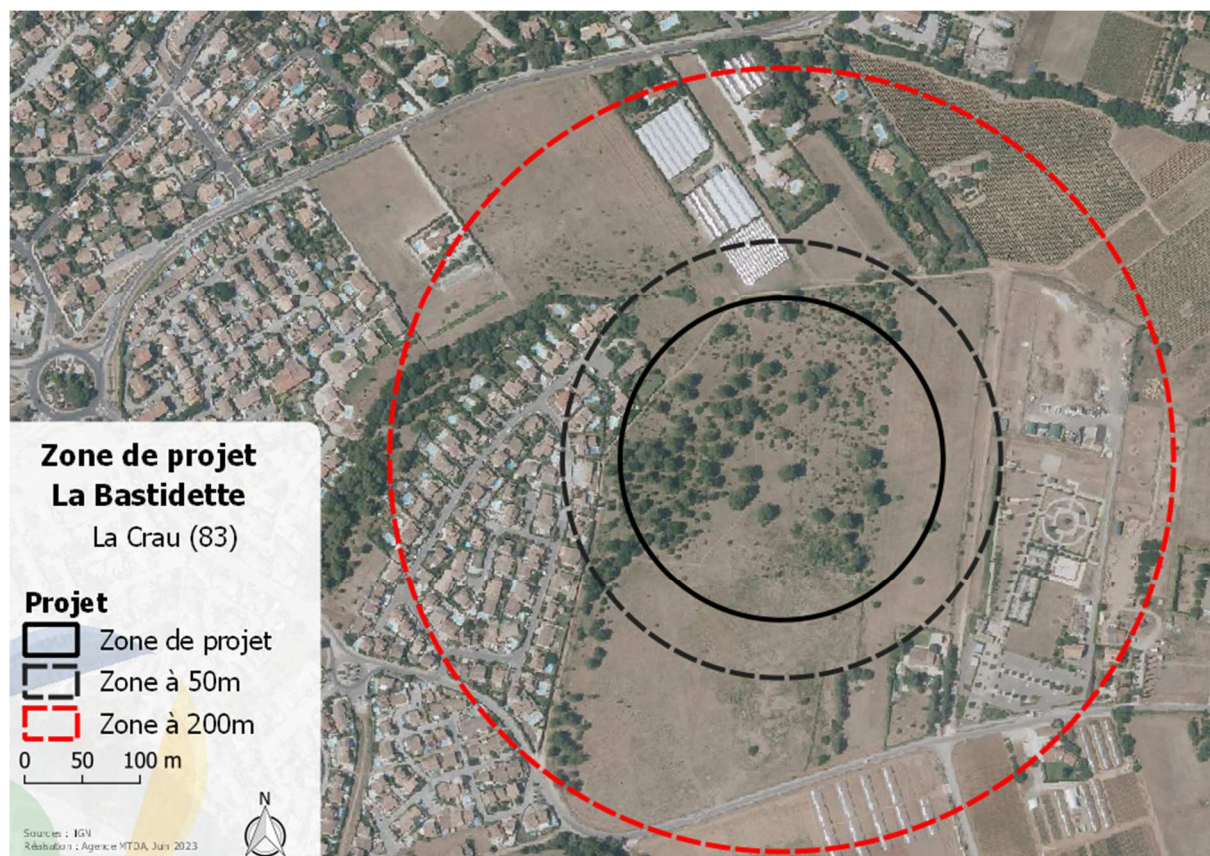 Zone de projet
La Bastidette
La Crau (83)
Projet
Zone de projet
Zone à 50m
Zone à 200m
0 50 100 m
N
Sources : IGN
Réalisation : Agence MTDA, Juin 2023